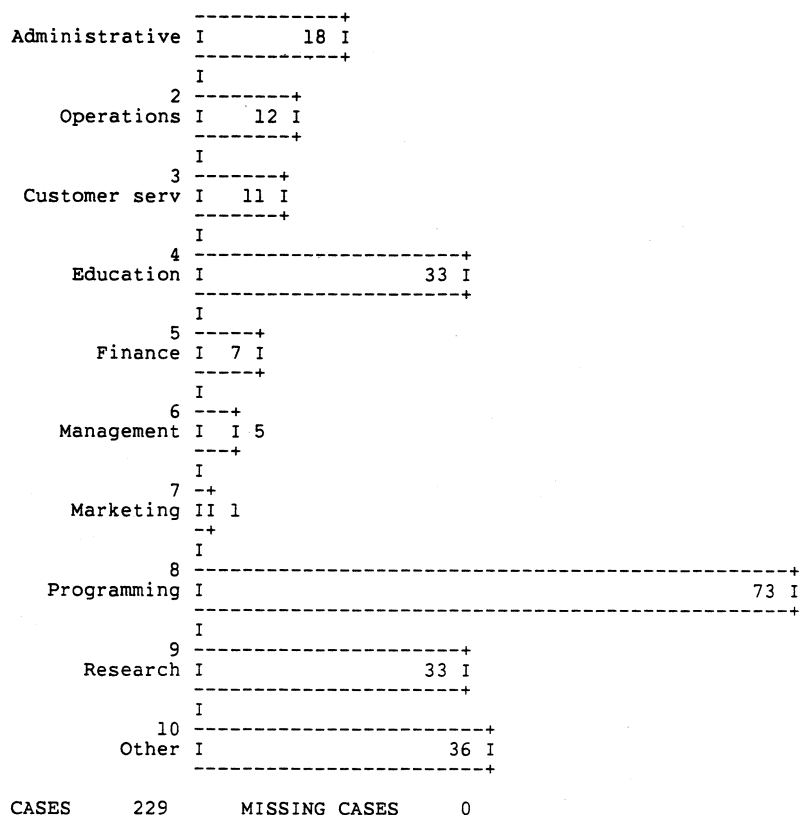 --------------+
Administrative I 18 I
--------------+
I
2 --------+
Operations I 12 I
--------+
I
3 -------+
Customer serv I 11 I
-------+
I
4 -----------------------+
Education I 33 I
-----------------------+
I
5 -----+
Finance I 7 I
-----+
I
6 ---+
Management I I 5
---+
I
7 -+
Marketing II 1
-+
I
8 --------------------------------------------------+
Programming I 73 I
--------------------------------------------------+
I
9 -----------------------+
Research I 33 I
-----------------------+
I
10 -------------------------+
Other I 36 I
-------------------------+
CASES 229 MISSING CASES 0